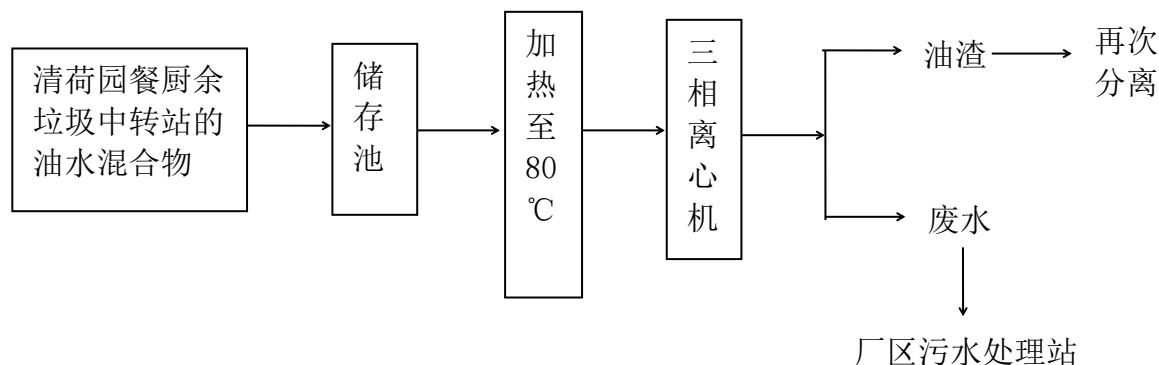 清荷园餐厨余
垃圾中转站的
油水混合物
储
存
池
加
热
至
80
℃
三
相
离
心
机
油渣
再次
分离
废水
厂区污水处理站